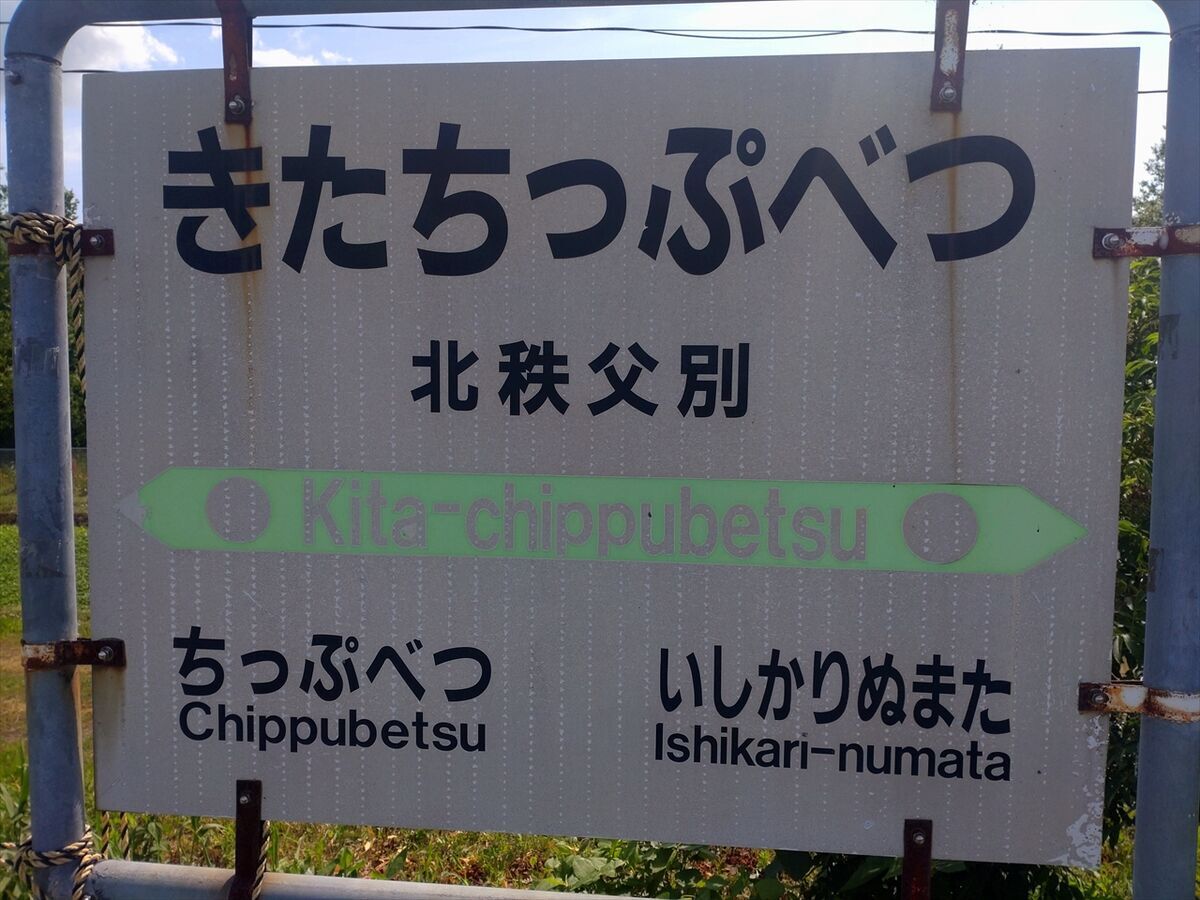 きたちっぷべつ
北秩父別
Kita-chippubetsu
ちっぷべつ
Chippubetsu
いしかりぬまた
Ishikari-numata